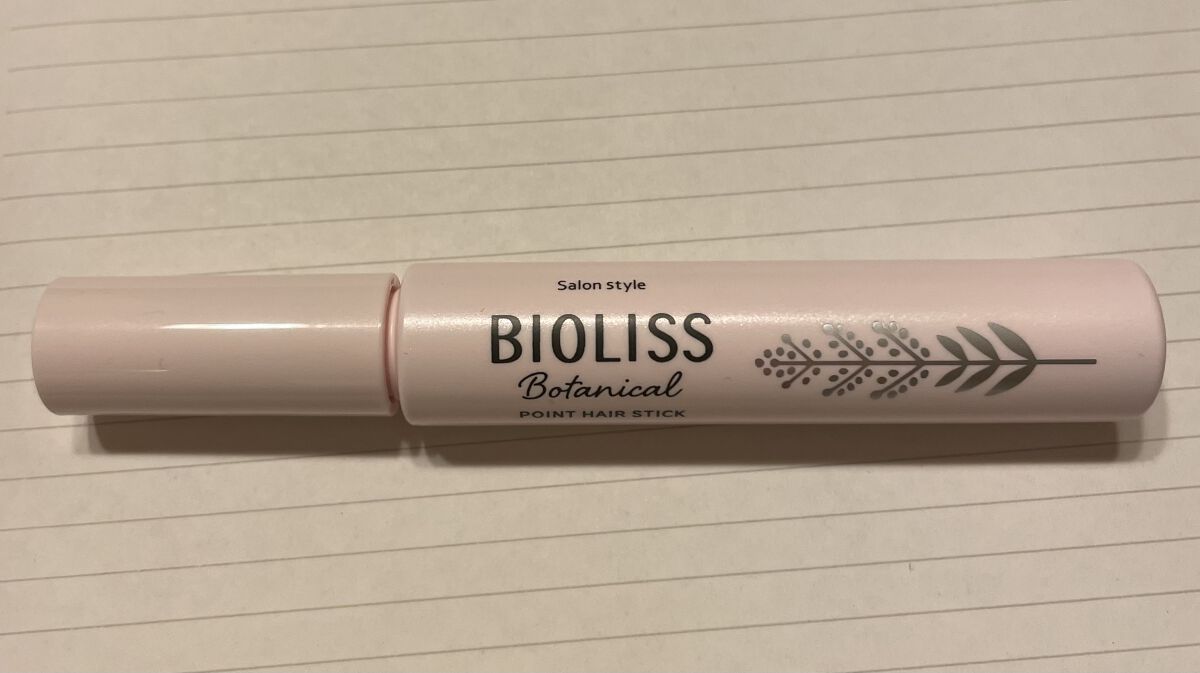 Salon style
BIOLISS
Botanical
POINT HAIR STICK